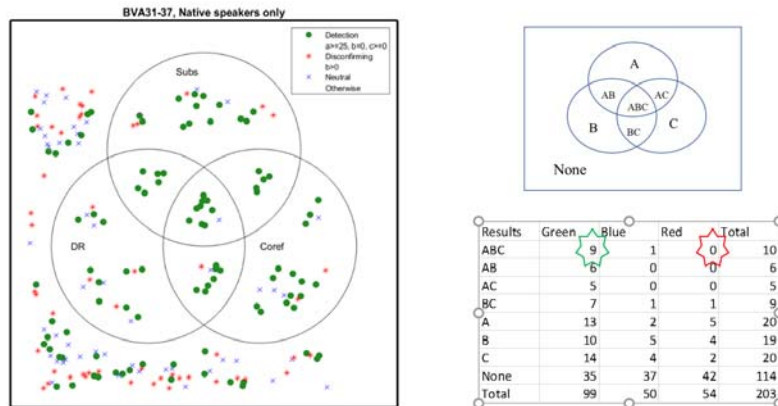 BVA31-37, Native speakers only
Detection
a>=25, b=0, c>=0
Disconfirming
b>0
Neutral
Otherwise
Subs
DR
Coref
A
AB
AC
ABC
B
BC
C
None
Results Green Blue Red Total
ABC 9 1 0 10
AB 6 0 0 6
AC 5 0 0 5
BC 7 1 1 9
A 13 2 5 20
B 10 5 4 19
C 14 4 2 20
None 35 37 42 114
Total 99 50 54 203